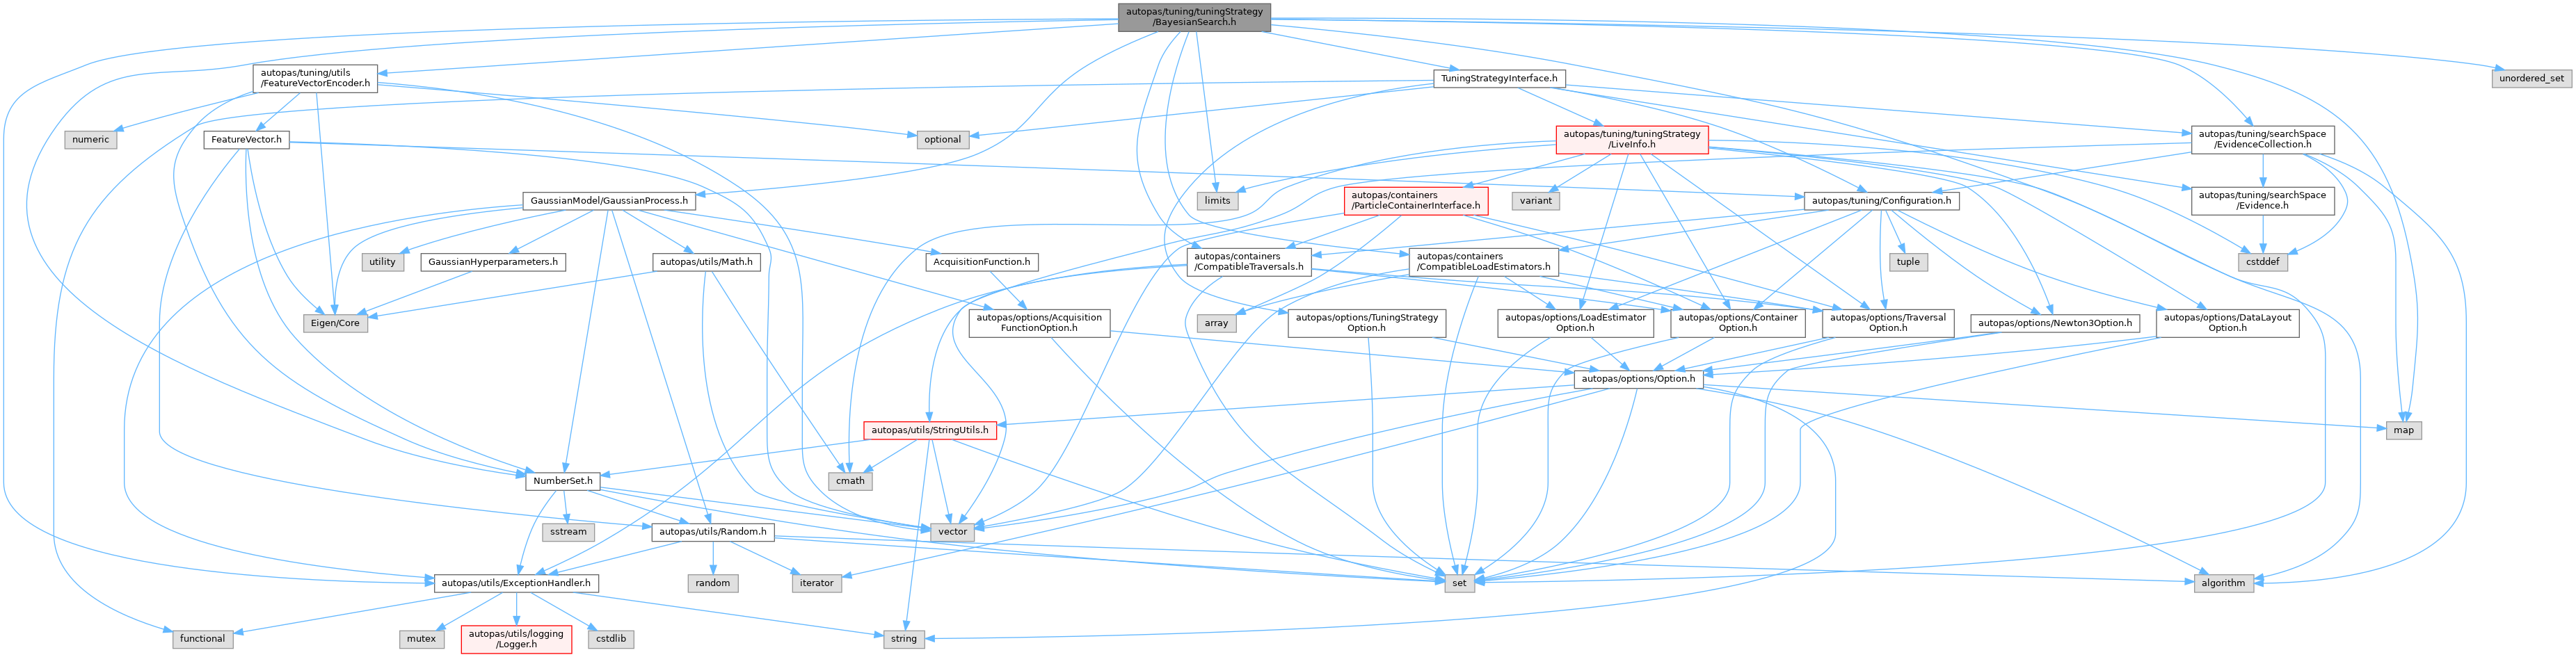 autopas/tuning/tuningStrategy
/BayesianSearch.h
autopas/tuning/utils
/FeatureVectorEncoder.h
TuningStrategyInterface.h
unordered_set
numeric
FeatureVector.h
optional
autopas/tuning/tuningStrategy
/LiveInfo.h
autopas/tuning/searchSpace
/EvidenceCollection.h
GaussianModel/GaussianProcess.h
limits
autopas/containers
/ParticleContainerInterface.h
variant
autopas/tuning/Configuration.h
autopas/tuning/searchSpace
/Evidence.h
utility
GaussianHyperparameters.h
autopas/utils/Math.h
AcquisitionFunction.h
autopas/containers
/CompatibleTraversals.h
autopas/containers
/CompatibleLoadEstimators.h
tuple
cstddef
Eigen/Core
autopas/options/Acquisition
FunctionOption.h
array
autopas/options/TuningStrategy
Option.h
autopas/options/LoadEstimator
Option.h
autopas/options/Container
Option.h
autopas/options/Traversal
Option.h
autopas/options/Newton3Option.h
autopas/options/DataLayout
Option.h
autopas/options/Option.h
autopas/utils/StringUtils.h
map
NumberSet.h
cmath
sstream
autopas/utils/Random.h
vector
autopas/utils/ExceptionHandler.h
random
iterator
set
algorithm
functional
mutex
autopas/utils/logging
/Logger.h
cstdlib
string